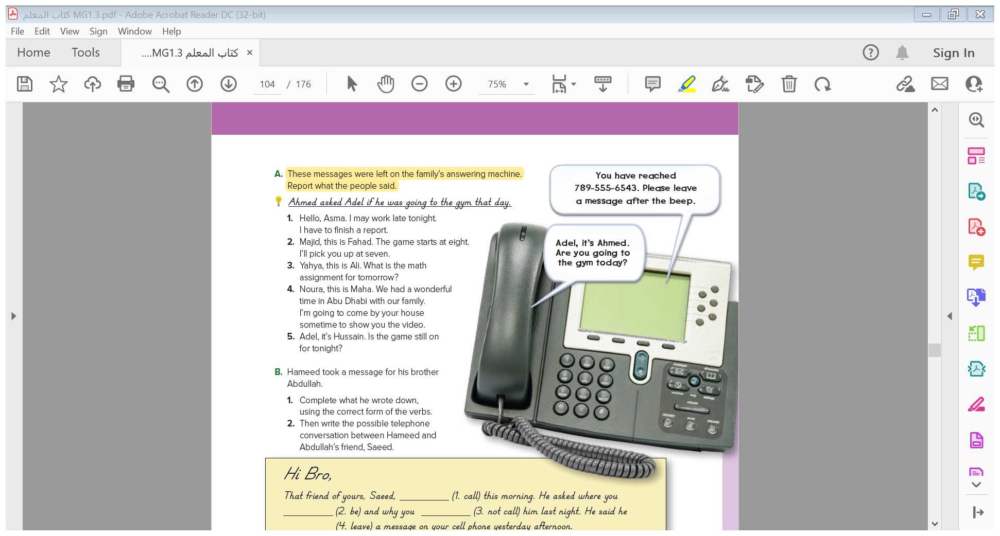 كتاب المعلم MG1.3.pdf - Adobe Acrobat Reader DC (32-bit)
File Edit View Sign Window Help
Home Tools كتاب المعلم MG1.3.... × Sign In
104 / 176 75%
A. These messages were left on the family's answering machine.
Report what the people said.
Ahmed asked Adel if he was going to the gym that day.
1. Hello, Asma. I may work late tonight.
I have to finish a report.
2. Majid, this is Fahad. The game starts at eight.
I'll pick you up at seven.
3. Yahya, this is Ali. What is the math
assignment for tomorrow?
4. Noura, this is Maha. We had a wonderful
time in Abu Dhabi with our family.
I'm going to come by your house
sometime to show you the video.
5. Adel, it's Hussain. Is the game still on
for tonight?
You have reached
789-555-6543. Please leave
a message after the beep.
Adel, it's Ahmed.
Are you going to
the gym today?
B. Hameed took a message for his brother
Abdullah.
1. Complete what he wrote down,
using the correct form of the verbs.
2. Then write the possible telephone
conversation between Hameed and
Abdullah's friend, Saeed.
Hi Bro,
That friend of yours, Saeed, __________ (1. call) this morning. He asked where you
__________ (2. be) and why you __________ (3. not call) him last night. He said he
(4. leave) a message on your cell phone yesterday afternoon.